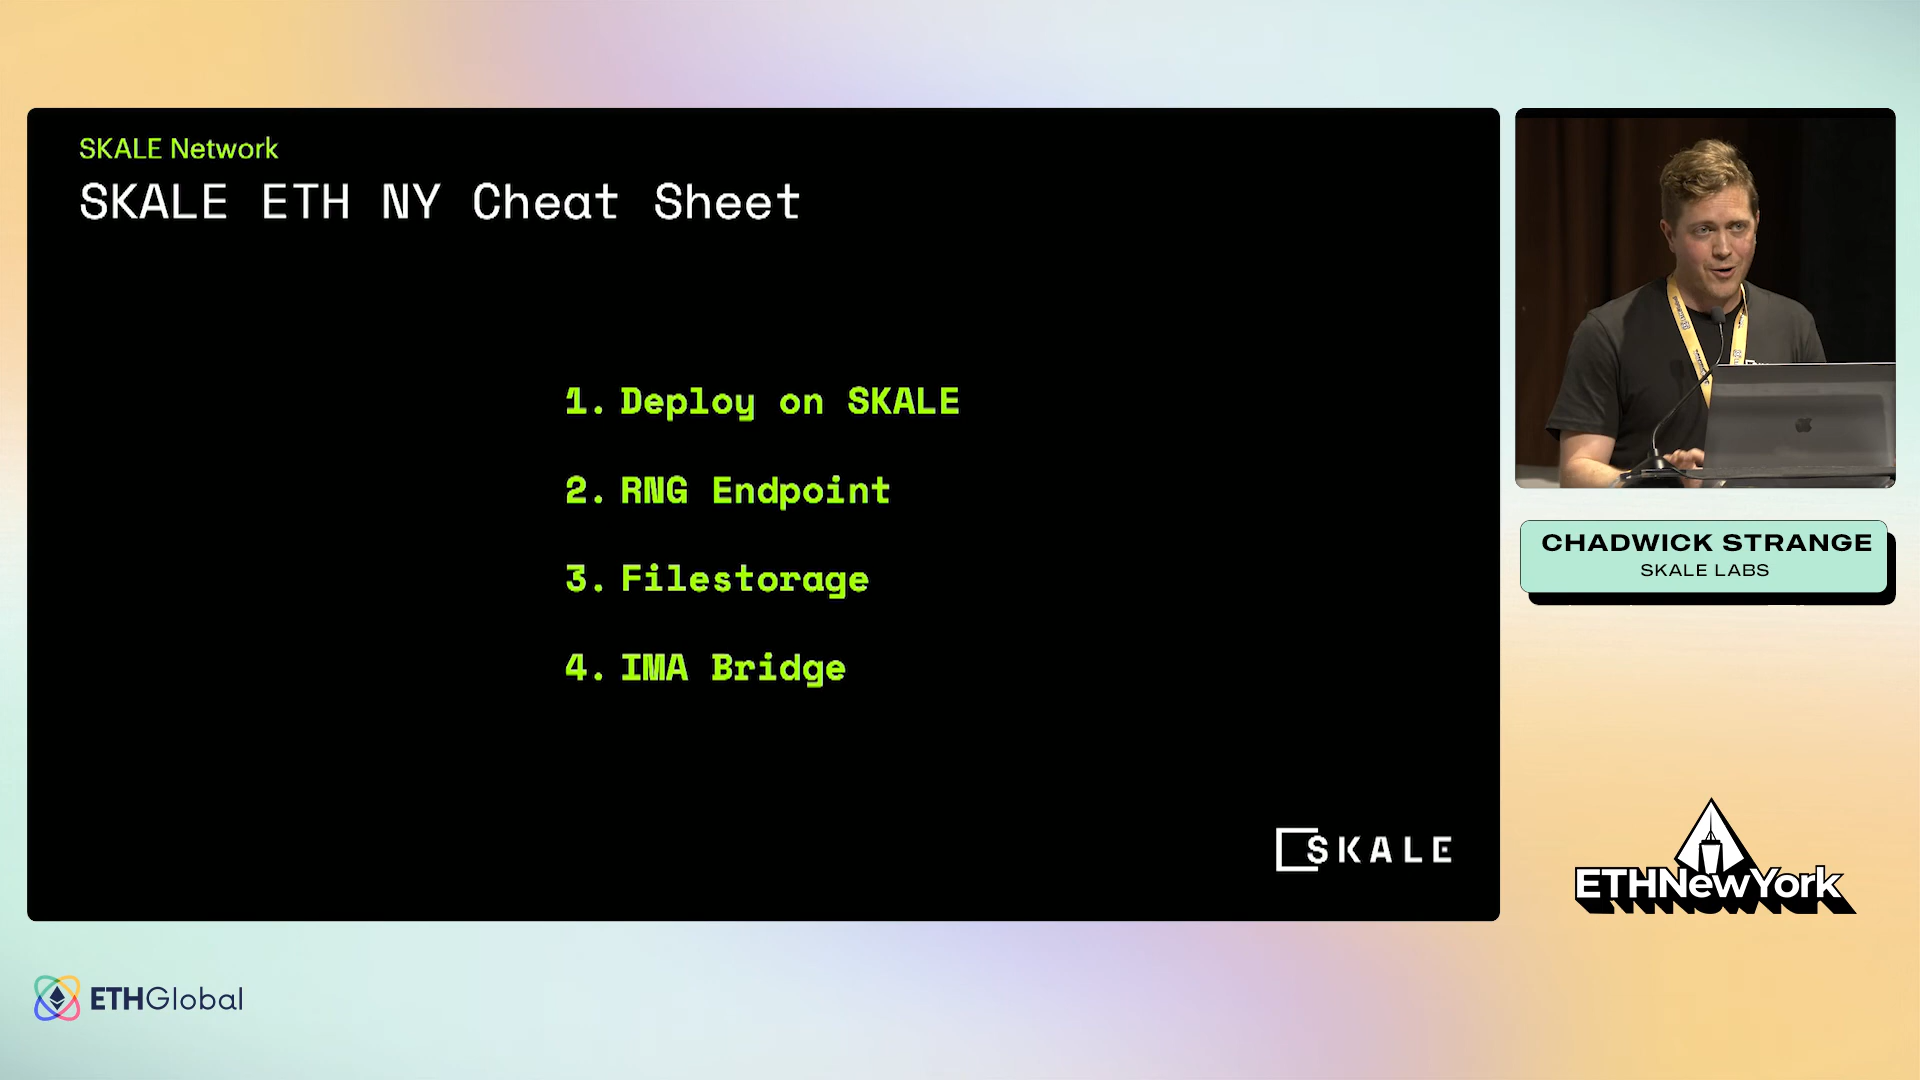 SKALE Network
SKALE ETH NY Cheat Sheet
1. Deploy on SKALE
2. RNG Endpoint
3. Filestorage
4. IMA Bridge
SKALE
CHADWICK STRANGE
SKALE LABS
ETHNewYork
ETHGlobal